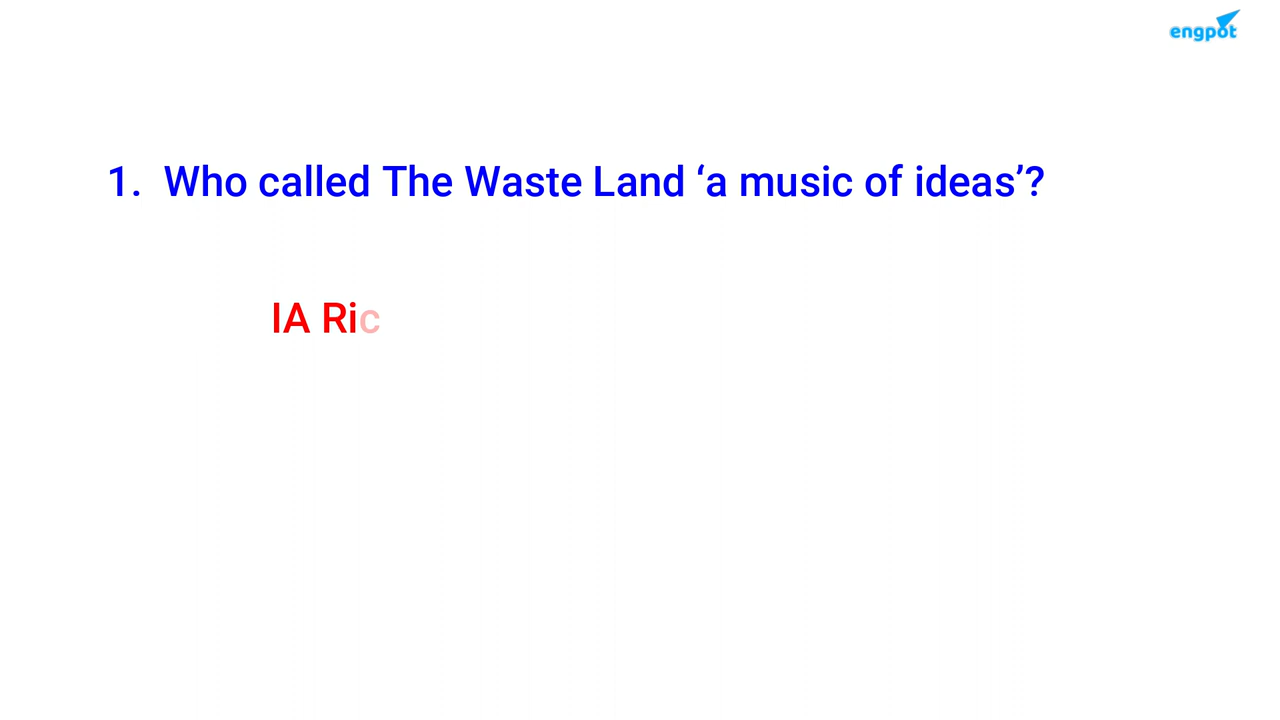 engpot
1. Who called The Waste Land ‘a music of ideas’?
IA Ric